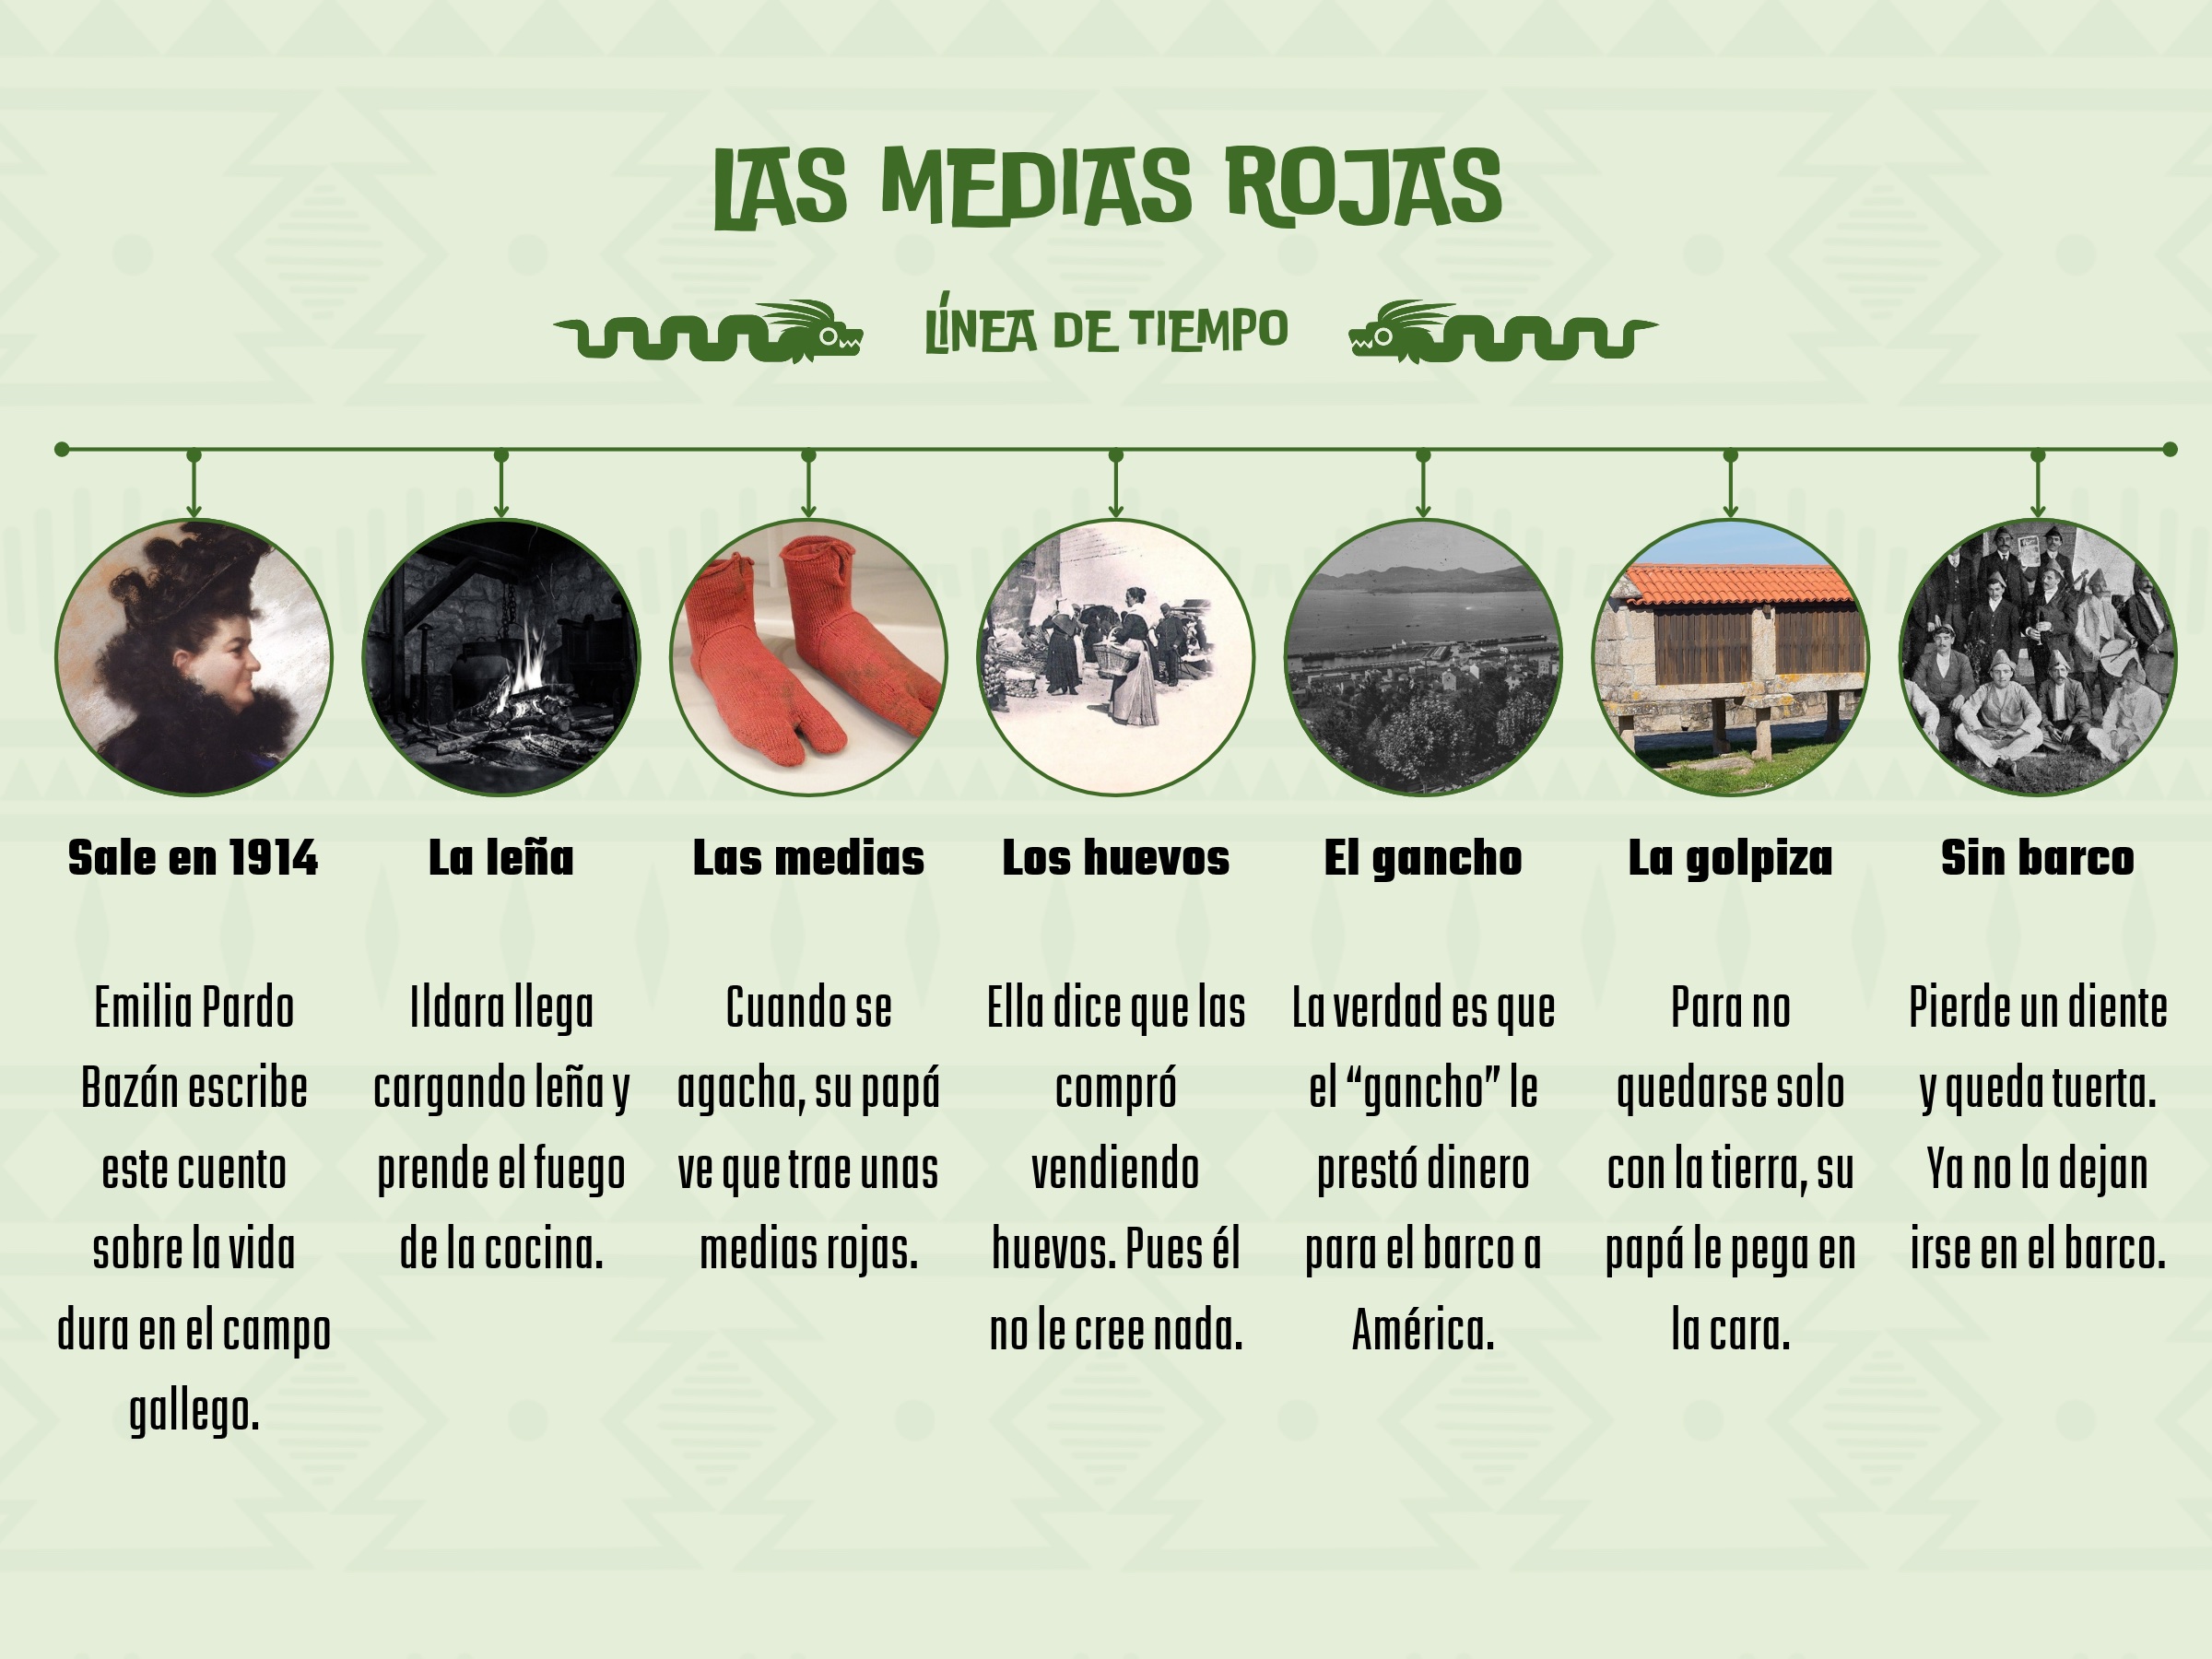 LAS MEDIAS ROJAS
LÍNEA DE TIEMPO
Sale en 1914
Emilia Pardo
Bazán escribe
este cuento
sobre la vida
dura en el campo
gallego.
La leña
Ildara llega
cargando leña y
prende el fuego
de la cocina.
Las medias
Cuando se
agacha, su papá
ve que trae unas
medias rojas.
Los huevos
Ella dice que las
compró
vendiendo
huevos. Pues él
no le cree nada.
El gancho
La verdad es que
el “gancho” le
prestó dinero
para el barco a
América.
La golpiza
Para no
quedarse solo
con la tierra, su
papá le pega en
la cara.
Sin barco
Pierde un diente
y queda tuerta.
Ya no la dejan
irse en el barco.